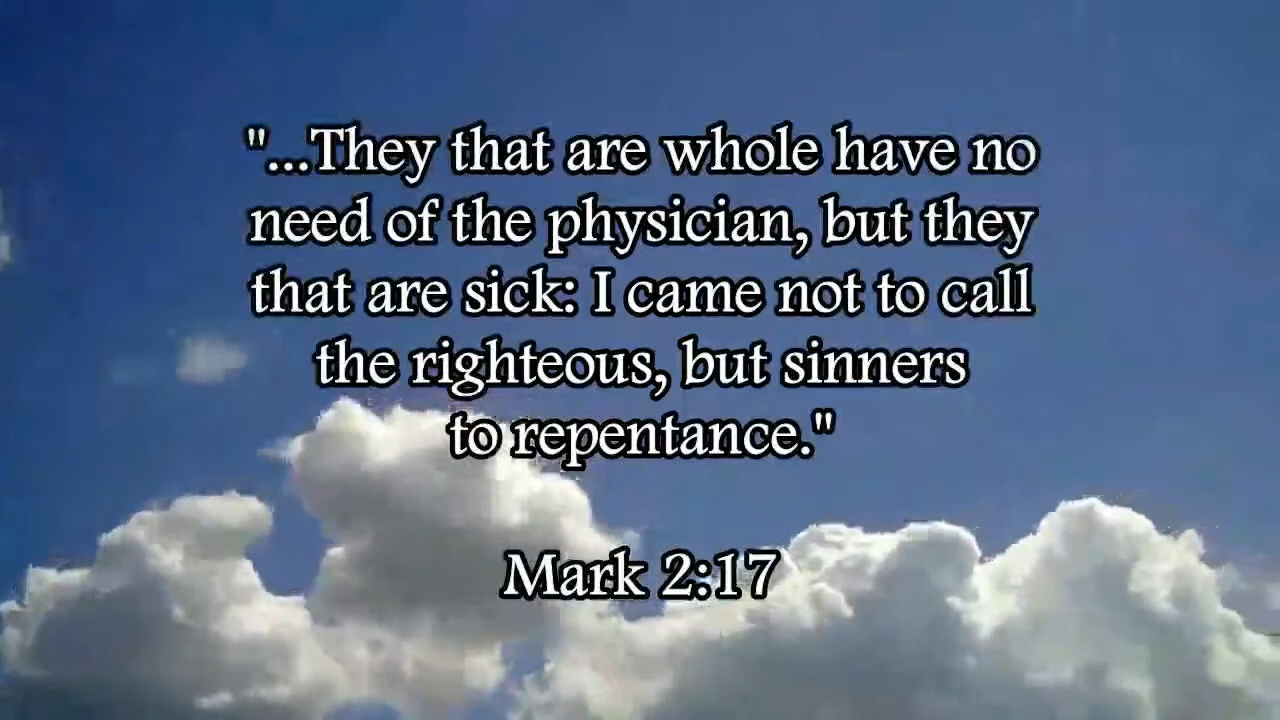 "...They that are whole have no
need of the physician, but they
that are sick: I came not to call
the righteous, but sinners
to repentance."
Mark 2:17